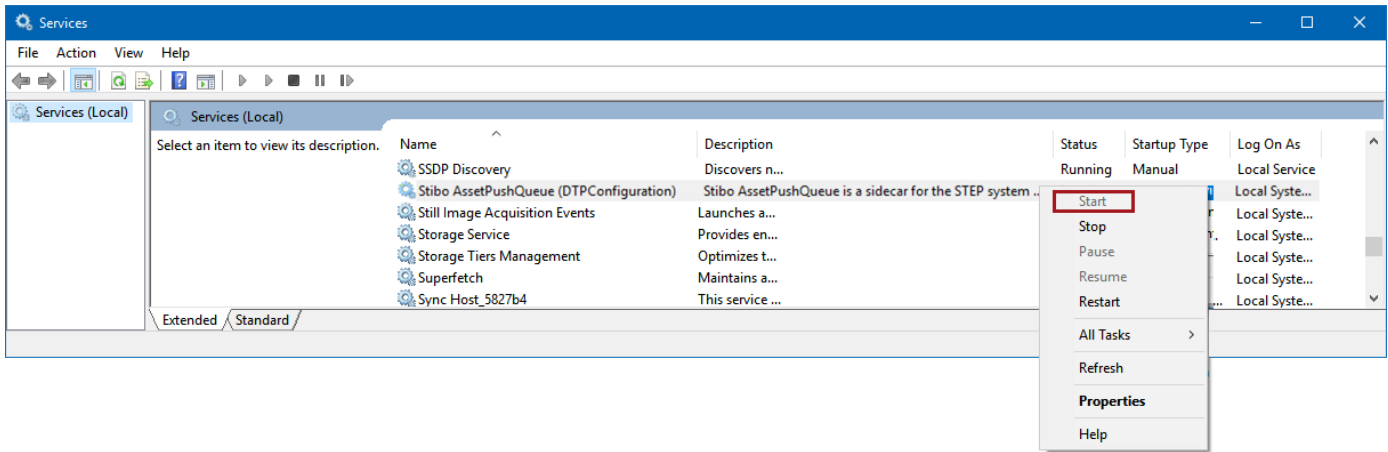 Services
File Action View Help
Services (Local)
Services (Local)
Select an item to view its description.
Name Description Status Startup Type Log On As
SSDP Discovery Discovers n... Running Manual Local Service
Stibo AssetPushQueue (DTPConfiguration) Stibo AssetPushQueue is a sidecar for the STEP system .. Local Syste...
Still Image Acquisition Events Launches a... Local Syste...
Storage Service Provides en... Local Syste...
Storage Tiers Management Optimizes t... Local Syste...
Superfetch Maintains a... Local Syste...
Sync Host_5827b4 This service ... Local Syste...
Start
Stop
Pause
Resume
Restart
All Tasks
Refresh
Properties
Help
Extended Standard